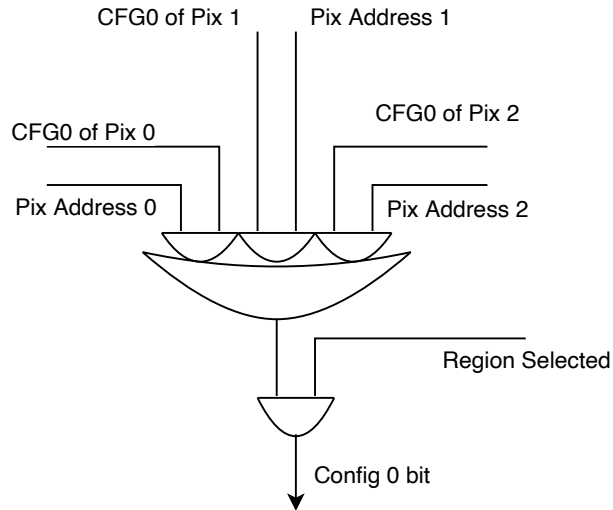 CFG0 of Pix 1
Pix Address 1
CFG0 of Pix 0
CFG0 of Pix 2
Pix Address 0
Pix Address 2
Region Selected
Config 0 bit